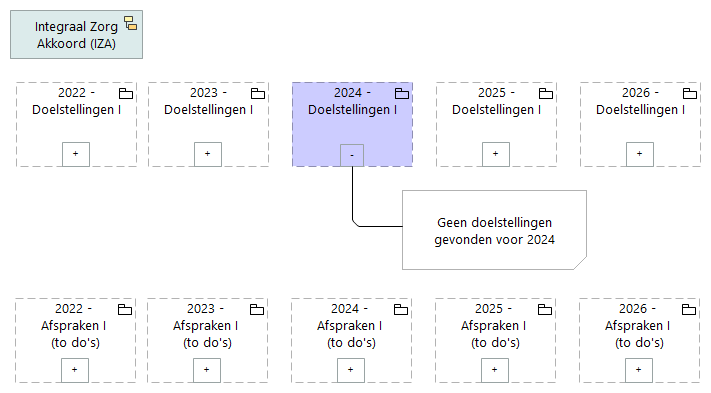 Integraal Zorg
Akkoord (IZA)
2022 -
Doelstellingen I
+
2023 -
Doelstellingen I
+
2024 -
Doelstellingen I
-
2025 -
Doelstellingen I
+
2026 -
Doelstellingen I
+
Geen doelstellingen
gevonden voor 2024
2022 -
Afspraken I
(to do's)
+
2023 -
Afspraken I
(to do's)
+
2024 -
Afspraken I
(to do's)
+
2025 -
Afspraken I
(to do's)
+
2026 -
Afspraken I
(to do's)
+